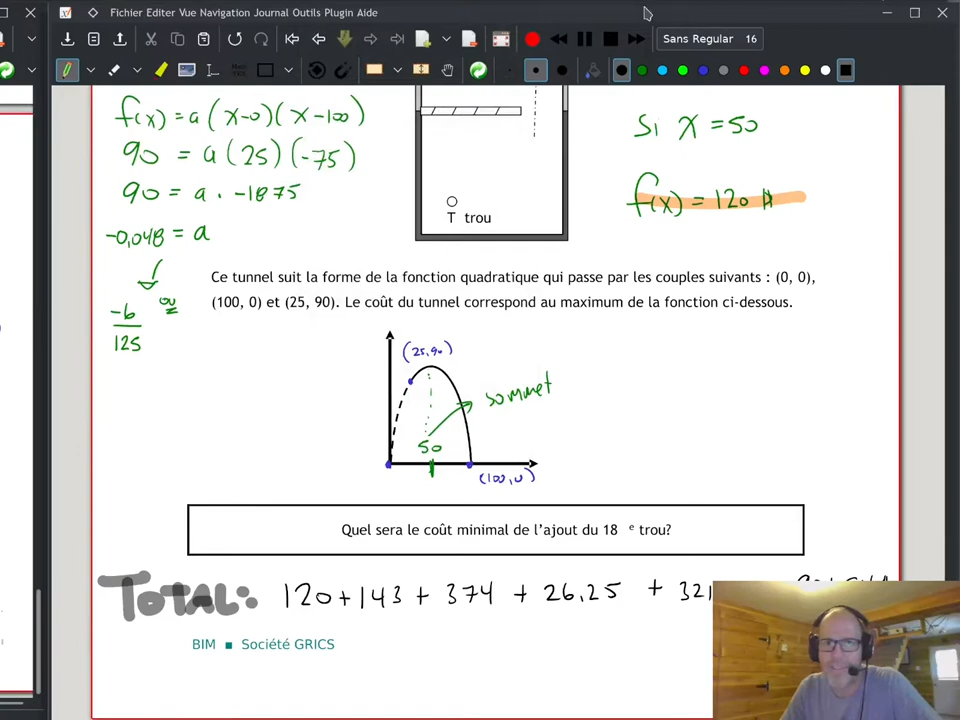 Fichier Editer Vue Navigation Journal Outils Plugin Aide
Sans Regular 16
f(x) = a(x-0)(x-100)
90 = a(25)(-75)
90 = a . -1875
-0,048 = a
ou
-6
125
T trou
Si x = 50
f(x) = 120 $
Ce tunnel suit la forme de la fonction quadratique qui passe par les couples suivants : (0, 0),
(100, 0) et (25, 90). Le coût du tunnel correspond au maximum de la fonction ci-dessous.
(25,90)
sommet
50
(100,0)
Quel sera le coût minimal de l'ajout du 18 e trou?
TOTAL: 120 + 143 + 374 + 26,25 + 321
BIM ▪ Société GRICS